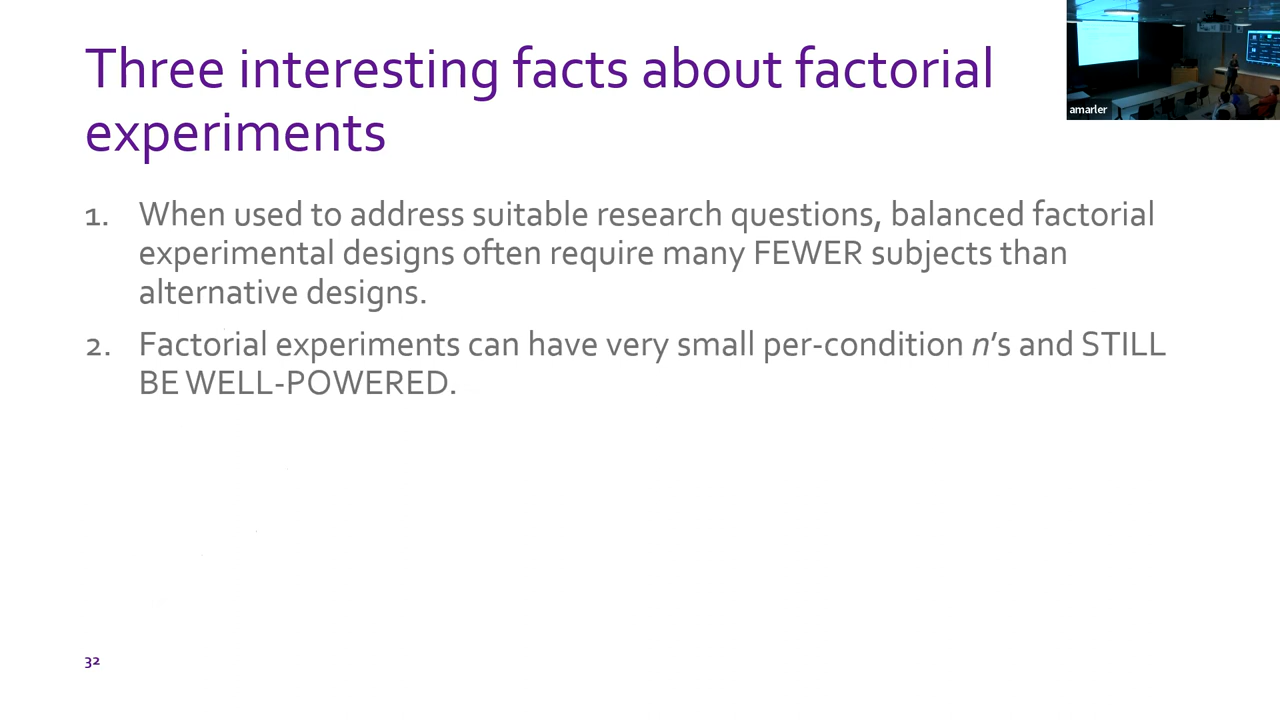 Three interesting facts about factorial
experiments
amarler
1. When used to address suitable research questions, balanced factorial
experimental designs often require many FEWER subjects than
alternative designs.
2. Factorial experiments can have very small per-condition n's and STILL
BE WELL-POWERED.
32